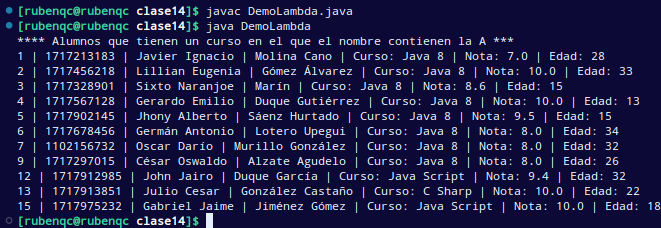 [rubenqc@rubenqc clase14]$ javac DemoLambda.java
[rubenqc@rubenqc clase14]$ java DemoLambda
**** Alumnos que tienen un curso en el que el nombre contienen la A ***
1 | 1717213183 | Javier Ignacio | Molina Cano | Curso: Java 8 | Nota: 7.0 | Edad: 28
2 | 1717456218 | Lillian Eugenia | Gómez Álvarez | Curso: Java 8 | Nota: 10.0 | Edad: 33
3 | 1717328901 | Sixto Naranjoe | Marín | Curso: Java 8 | Nota: 8.6 | Edad: 15
4 | 1717567128 | Gerardo Emilio | Duque Gutiérrez | Curso: Java 8 | Nota: 10.0 | Edad: 13
5 | 1717902145 | Jhony Alberto | Sáenz Hurtado | Curso: Java 8 | Nota: 9.5 | Edad: 15
6 | 1717678456 | Germán Antonio | Lotero Upegui | Curso: Java 8 | Nota: 8.0 | Edad: 34
7 | 1102156732 | Oscar Darío | Murillo González | Curso: Java 8 | Nota: 8.0 | Edad: 32
9 | 1717297015 | César Oswaldo | Alzate Agudelo | Curso: Java 8 | Nota: 8.0 | Edad: 26
12 | 1717912985 | John Jairo | Duque García | Curso: Java Script | Nota: 9.4 | Edad: 32
13 | 1717913851 | Julio Cesar | González Castaño | Curso: C Sharp | Nota: 10.0 | Edad: 22
15 | 1717975232 | Gabriel Jaime | Jiménez Gómez | Curso: Java Script | Nota: 10.0 | Edad: 18
[rubenqc@rubenqc clase14]$